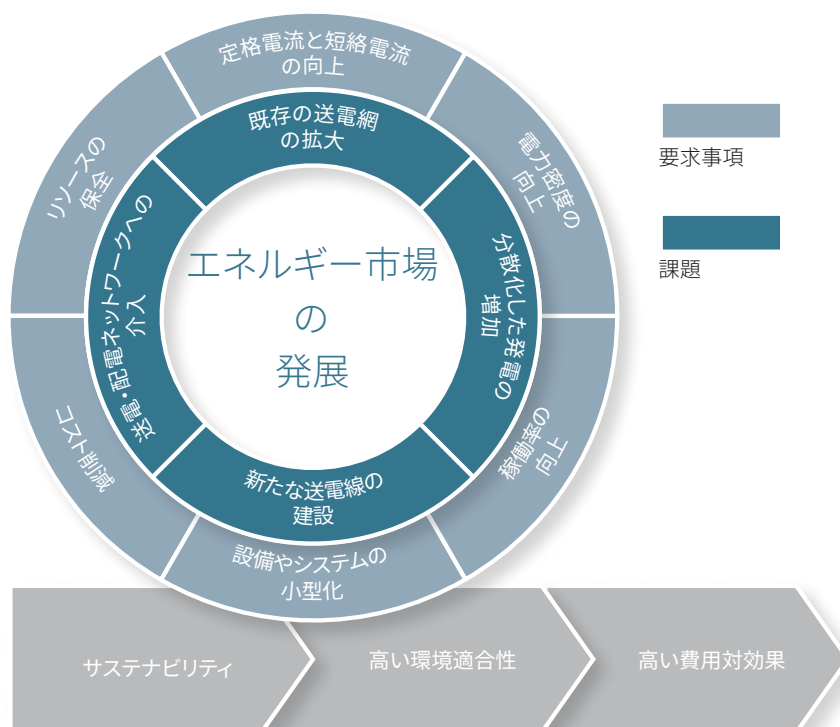 定格電流と短絡電流
の向上
既存の送電網
の拡大
リソースの
保全
電力密度の
向上
要求事項
課題
送電・配電ネットワークへの
介入
エネルギー市場
の
発展
分散化した発電の
増加
コスト削減
稼働率の
向上
新たな送電線の
建設
設備やシステムの
小型化
サステナビリティ
高い環境適合性
高い費用対効果